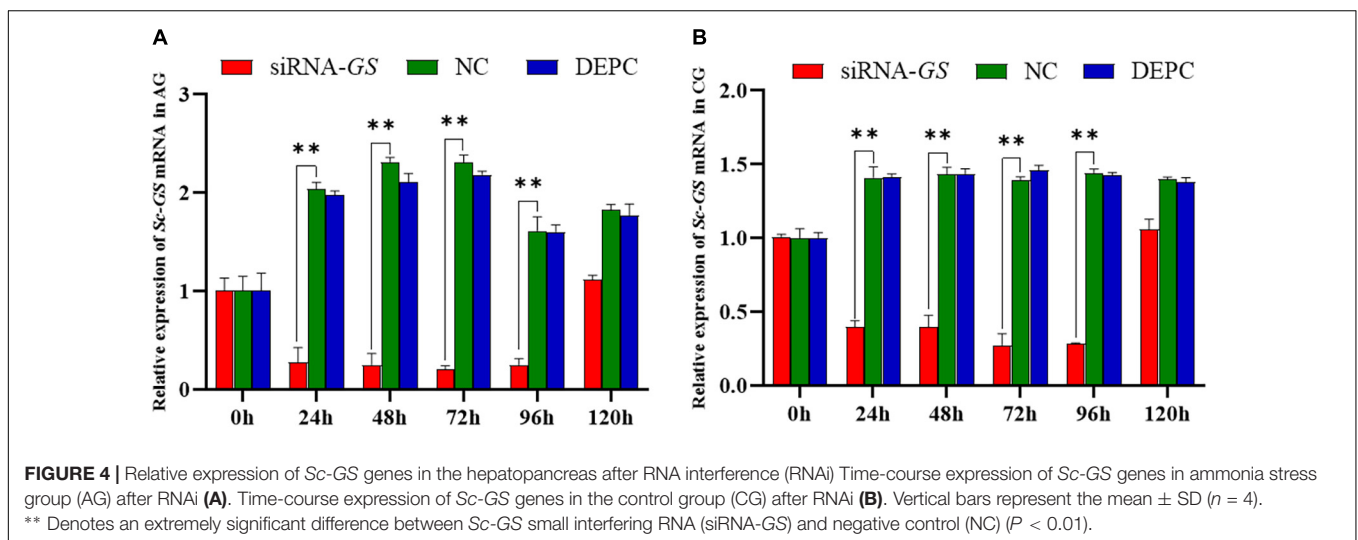 A
siRNA-GS NC DEPC
Relative expression of Sc-GS mRNA in AG
3
2
1
0
** ** ** **
0h 24h 48h 72h 96h 120h
B
siRNA-GS NC DEPC
Relative expression of Sc-GS mRNA in CG
2.0
1.5
1.0
0.5
0.0
** ** ** **
0h 24h 48h 72h 96h 120h
FIGURE 4 | Relative expression of Sc-GS genes in the hepatopancreas after RNA interference (RNAi) Time-course expression of Sc-GS genes in ammonia stress
group (AG) after RNAi (A). Time-course expression of Sc-GS genes in the control group (CG) after RNAi (B). Vertical bars represent the mean ± SD (n = 4).
** Denotes an extremely significant difference between Sc-GS small interfering RNA (siRNA-GS) and negative control (NC) (P < 0.01).